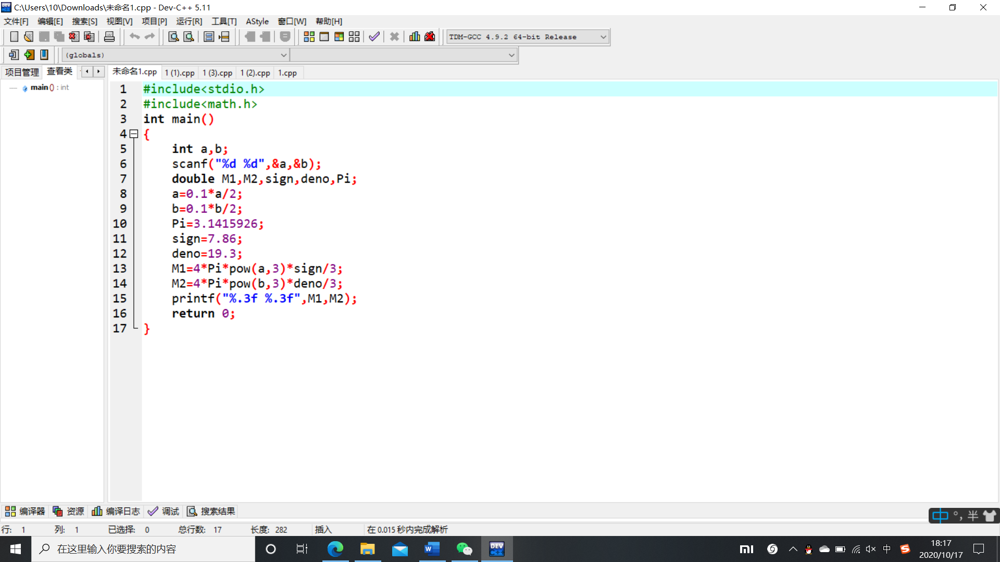 C:\Users\10\Downloads\未命名1.cpp - Dev-C++ 5.11
文件[F] 编辑[E] 搜索[S] 视图[V] 项目[P] 运行[R] 工具[T] AStyle 窗口[W] 帮助[H]
TDM-GCC 4.9.2 64-bit Release
(globals)
项目管理 查看类 未命名1.cpp 1 (1).cpp 1 (3).cpp 1 (2).cpp 1.cpp
main () : int
1 #include<stdio.h>
2 #include<math.h>
3 int main()
4 {
5 int a,b;
6 scanf("%d %d",&a,&b);
7 double M1,M2,sign,deno,Pi;
8 a=0.1*a/2;
9 b=0.1*b/2;
10 Pi=3.1415926;
11 sign=7.86;
12 deno=19.3;
13 M1=4*Pi*pow(a,3)*sign/3;
14 M2=4*Pi*pow(b,3)*deno/3;
15 printf("%.3f %.3f",M1,M2);
16 return 0;
17 }
编译器 资源 编译日志 调试 搜索结果
中 °, 半
行: 1 列: 1 已选择: 0 总行数: 17 长度: 282 插入 在 0.015 秒内完成解析
在这里输入你要搜索的内容
DEV C++
mi
中
18:17
2020/10/17